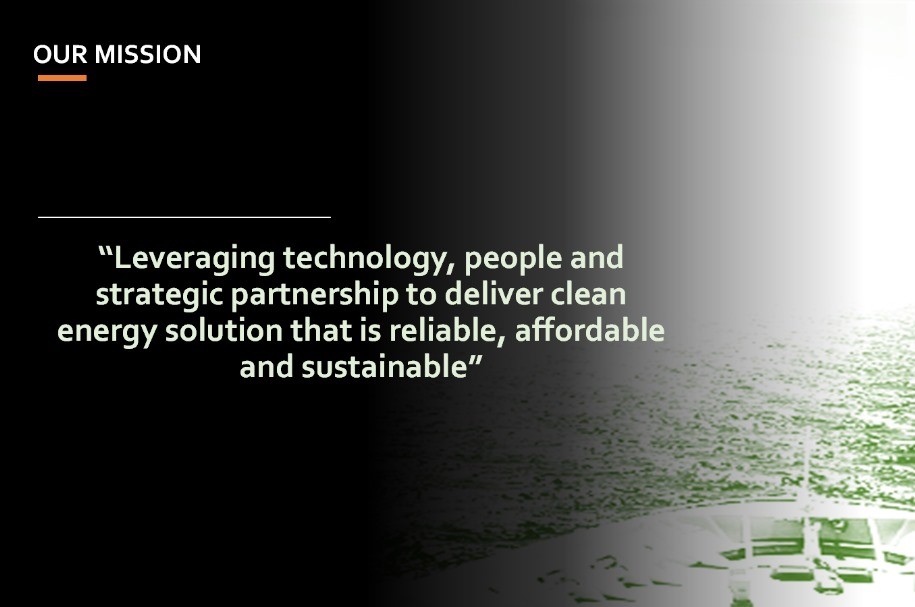 OUR MISSION
“Leveraging technology, people and
strategic partnership to deliver clean
energy solution that is reliable, affordable
and sustainable”